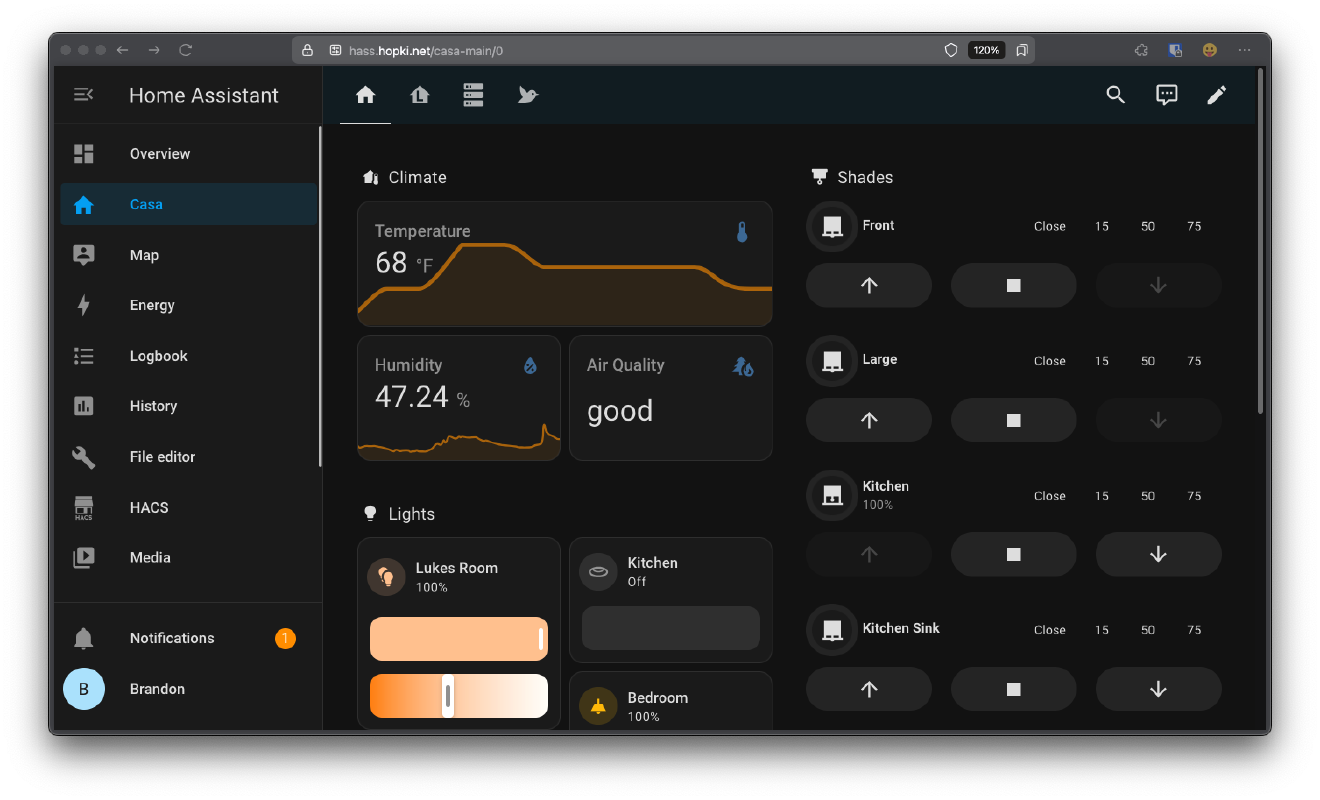 hass.hopki.net/casa-main/0
120%
Home Assistant
Overview
Casa
Map
Energy
Logbook
History
File editor
HACS
HACS
Media
Notifications
1
B
Brandon
Climate
Temperature
68 °F
Humidity
47.24 %
Air Quality
good
Lights
Lukes Room
100%
Kitchen
Off
Bedroom
100%
Shades
Front
Close 15 50 75
Large
Close 15 50 75
Kitchen
100%
Close 15 50 75
Kitchen Sink
Close 15 50 75